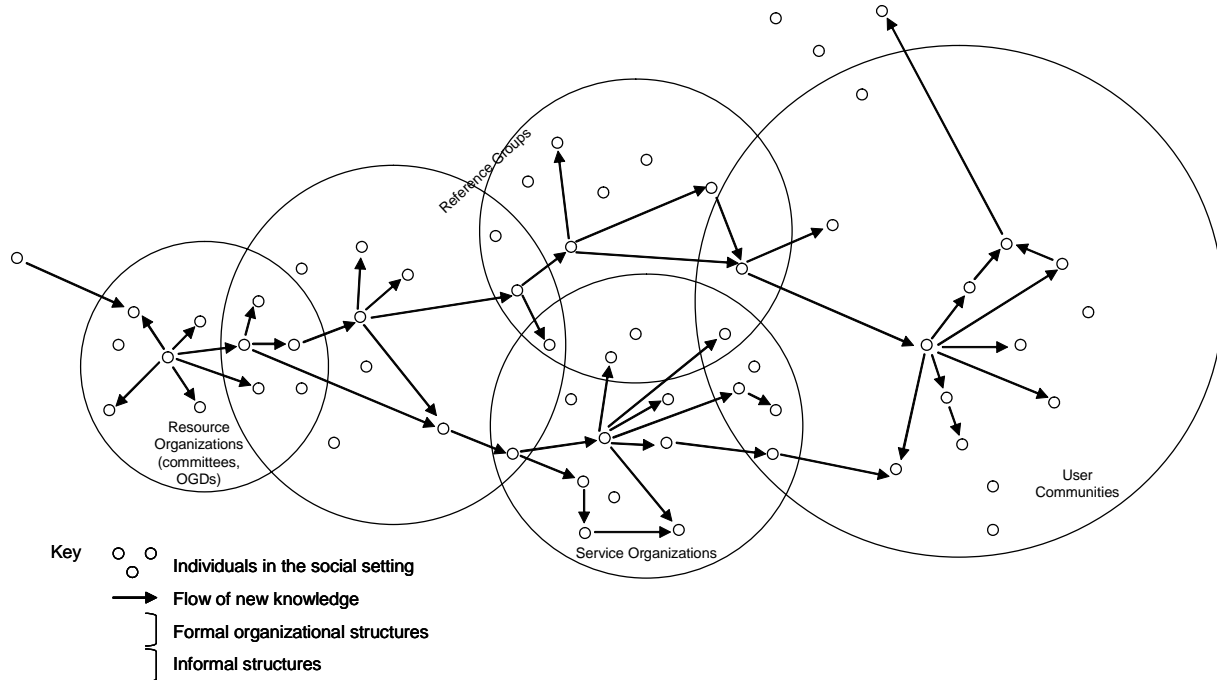 Reference Groups
Resource
Organizations
(committees,
OGDs)
User
Communities
Service Organizations
Key
Individuals in the social setting
Flow of new knowledge
Formal organizational structures
Informal structures